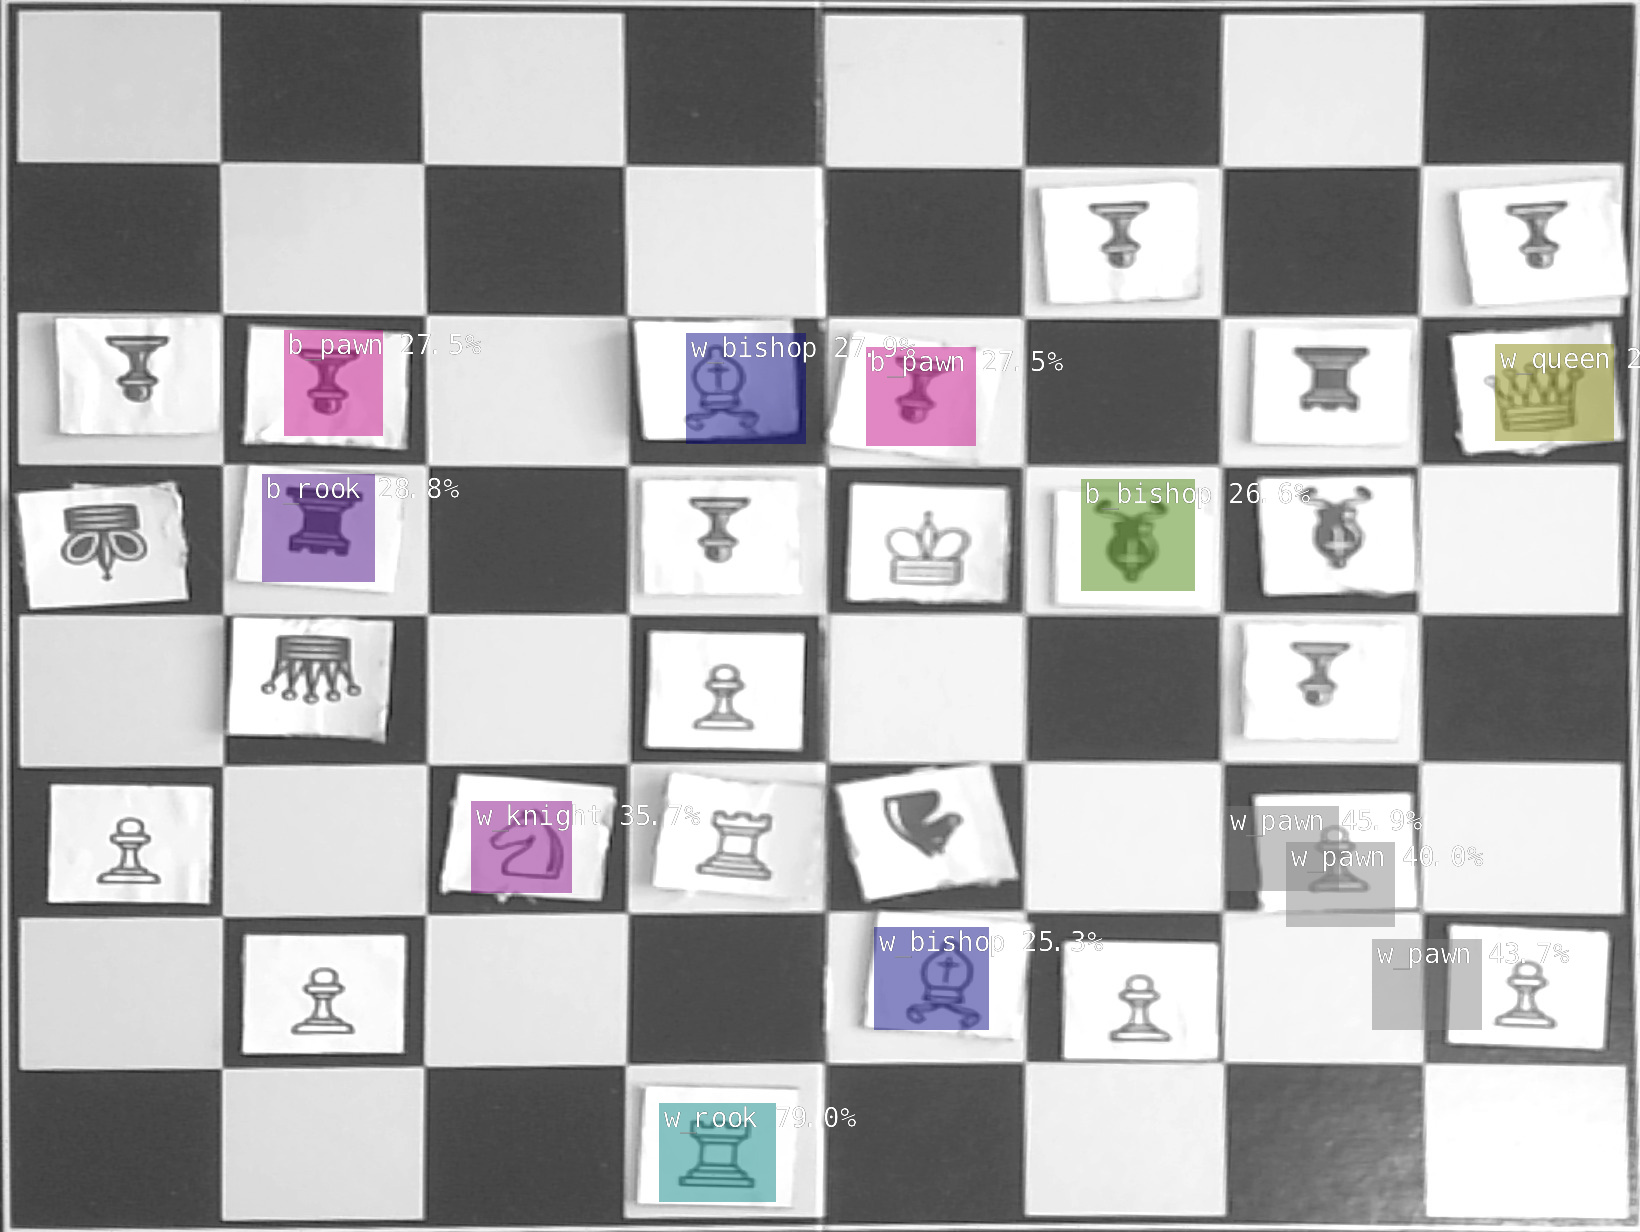 b_pawn 27.5%
w_bishop 27.9%
b_pawn 27.5%
w_queen 2
b_rook 28.8%
b_bishop 26.6%
w_knight 35.7%
w_pawn 45.9%
w_pawn 40.0%
w_bishop 25.3%
w_pawn 43.7%
w_rook 79.0%